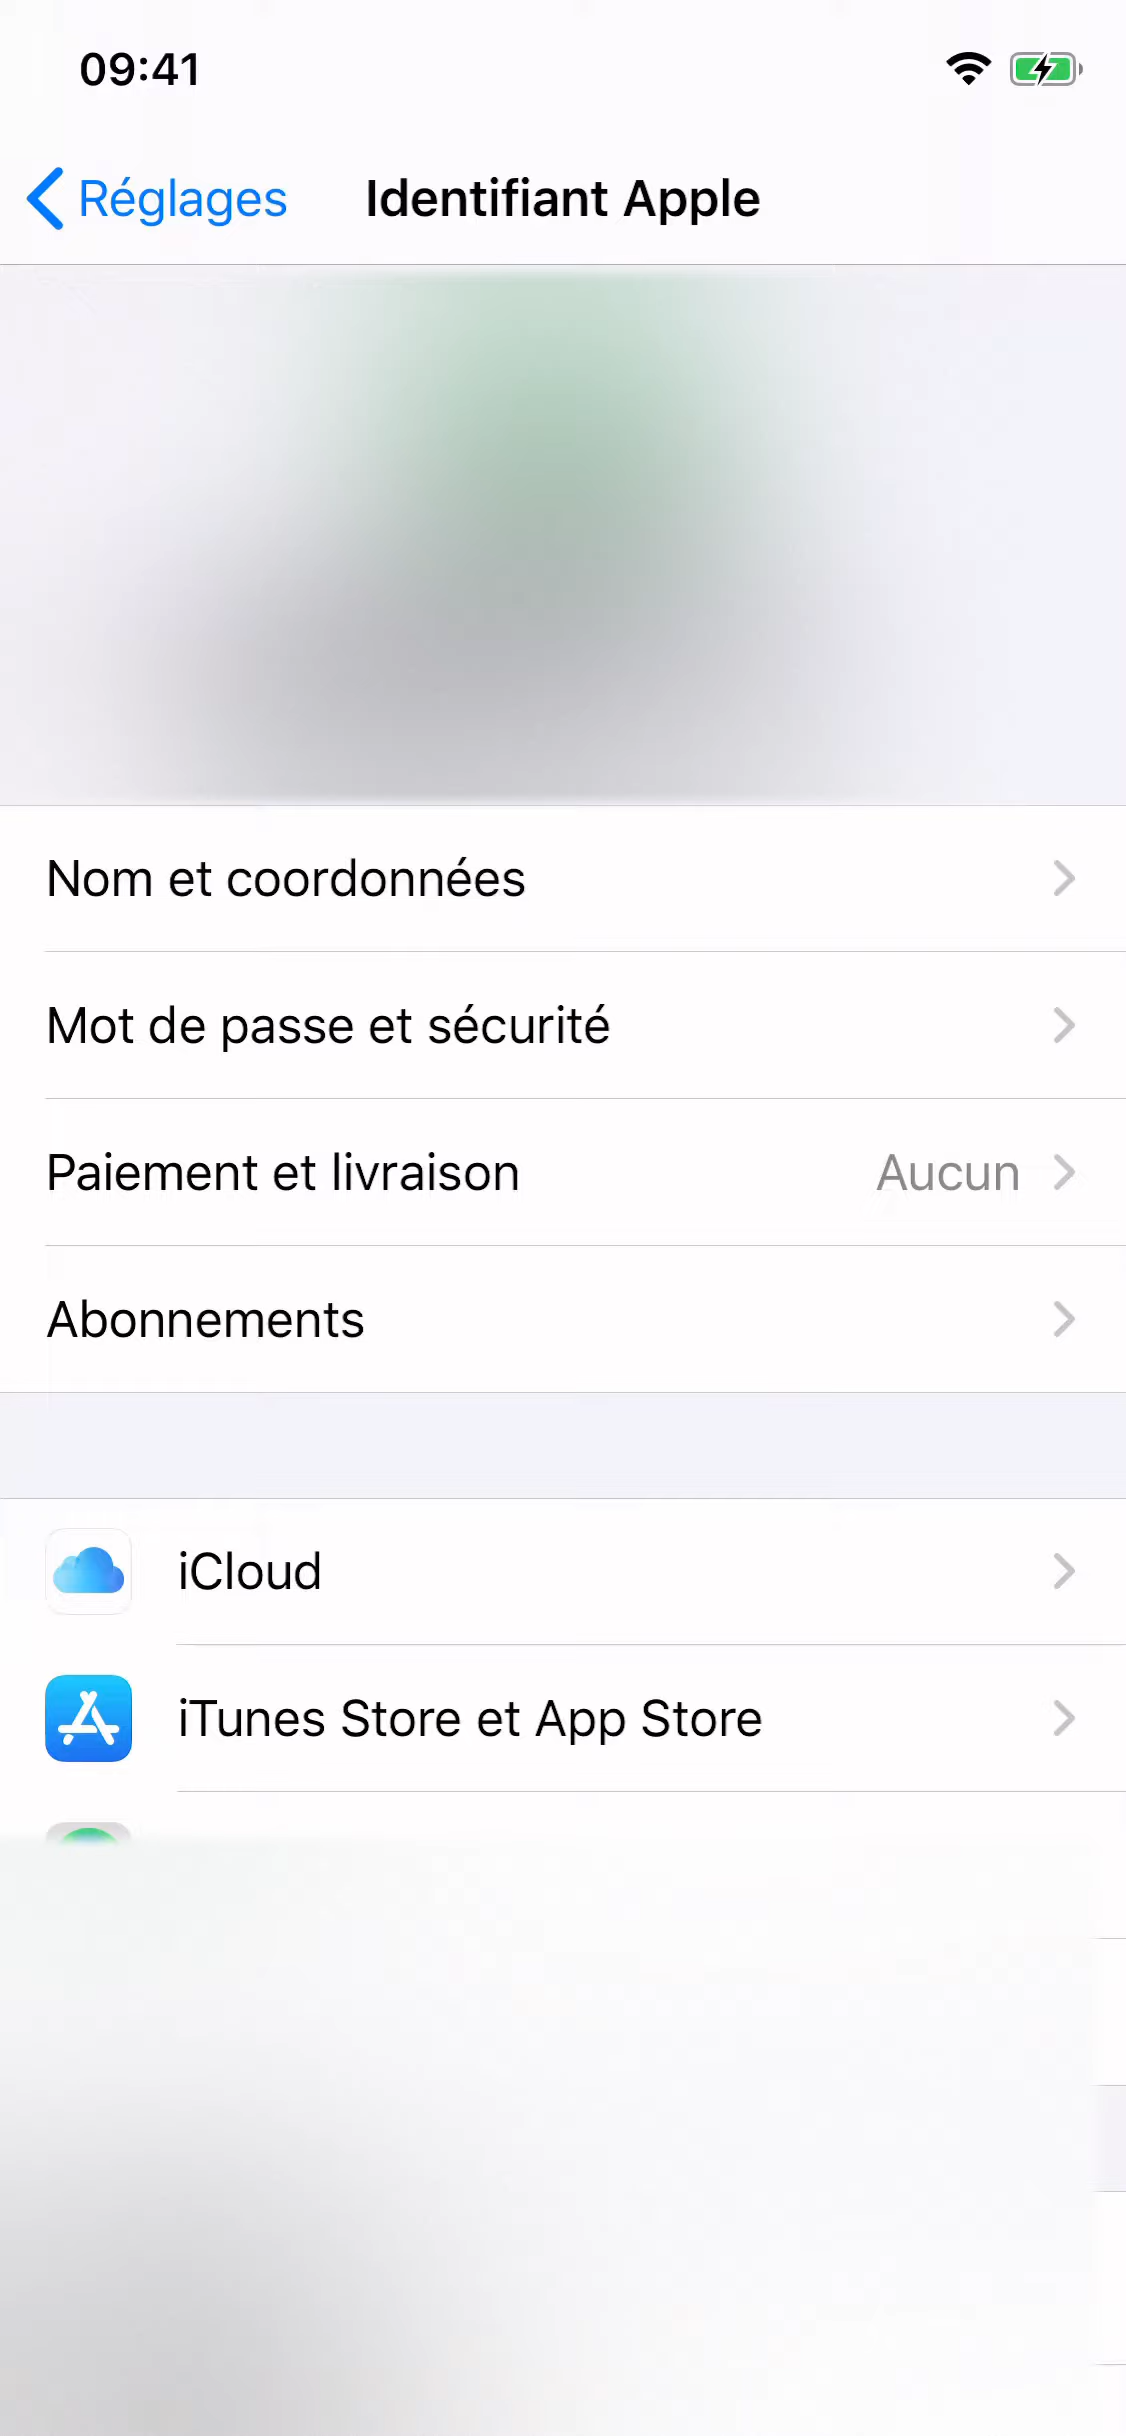 09:41
Réglages
Identifiant Apple
Nom et coordonnées
Mot de passe et sécurité
Paiement et livraison Aucun
Abonnements
iCloud
iTunes Store et App Store